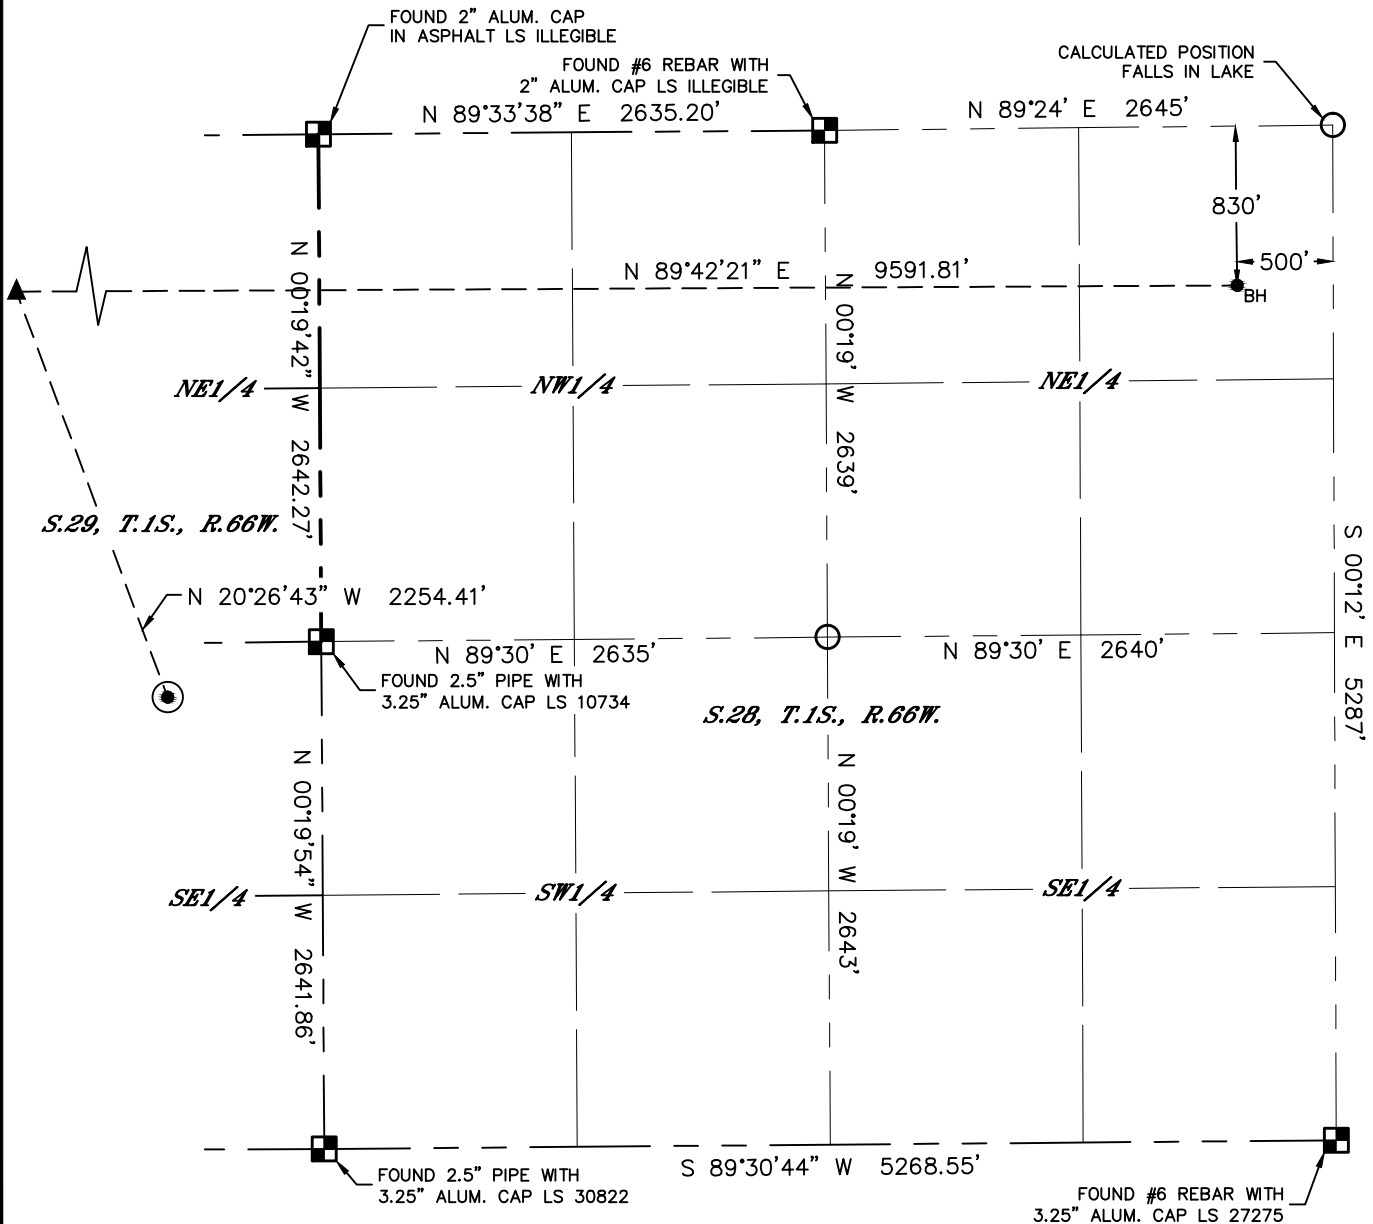 FOUND 2" ALUM. CAP
IN ASPHALT LS ILLEGIBLE
FOUND #6 REBAR WITH
2" ALUM. CAP LS ILLEGIBLE
CALCULATED POSITION
FALLS IN LAKE
N 89°33'38" E 2635.20'
N 89°24' E 2645'
830'
500'
BH
N 89°42'21" E 9591.81'
N 00°19'42" W 2642.27'
N 00°19' W 2639'
NE1/4
NW1/4
NE1/4
S.29, T.1S., R.66W.
S 00°12' E 5287'
N 20°26'43" W 2254.41'
N 89°30' E 2635'
N 89°30' E 2640'
FOUND 2.5" PIPE WITH
3.25" ALUM. CAP LS 10734
S.28, T.1S., R.66W.
N 00°19'54" W 2641.86'
N 00°19' W 2643'
SE1/4
SW1/4
SE1/4
S 89°30'44" W 5268.55'
FOUND 2.5" PIPE WITH
3.25" ALUM. CAP LS 30822
FOUND #6 REBAR WITH
3.25" ALUM. CAP LS 27275